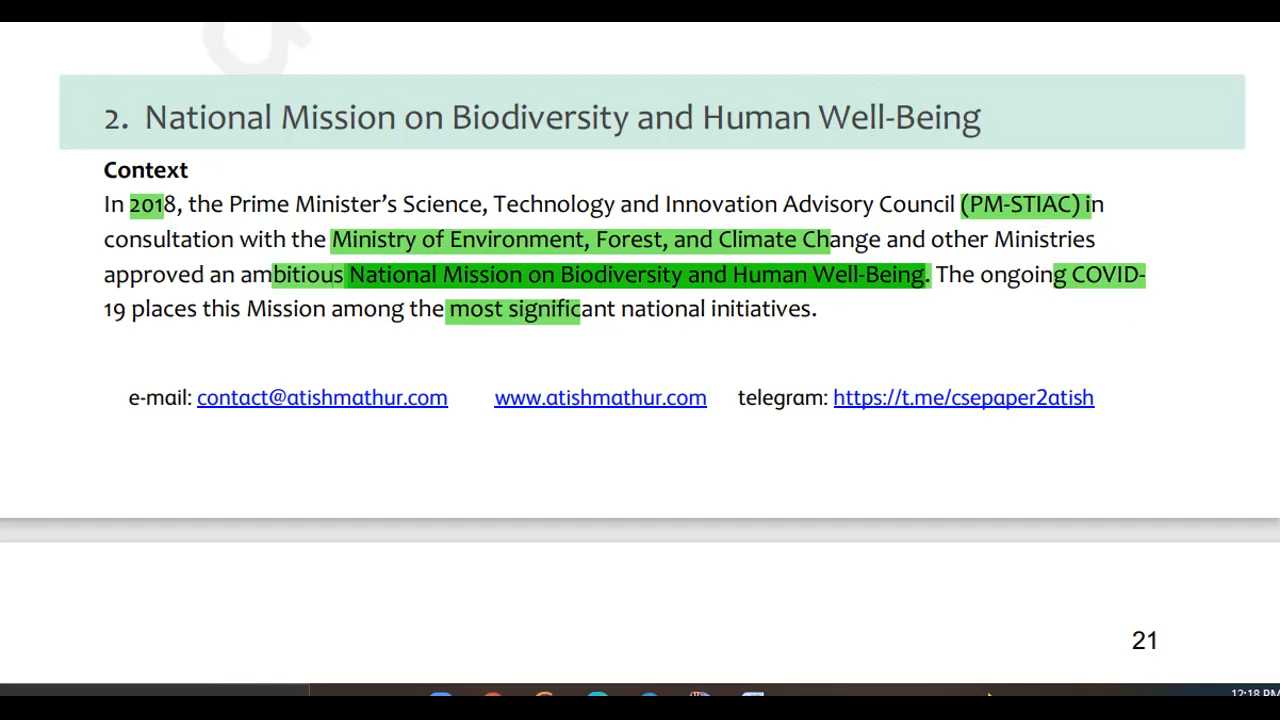 2. National Mission on Biodiversity and Human Well-Being
Context
In 2018, the Prime Minister's Science, Technology and Innovation Advisory Council (PM-STIAC) in
consultation with the Ministry of Environment, Forest, and Climate Change and other Ministries
approved an ambitious National Mission on Biodiversity and Human Well-Being. The ongoing COVID-
19 places this Mission among the most significant national initiatives.
e-mail: contact@atishmathur.com www.atishmathur.com telegram: https://t.me/csepaper2atish
21
12:18 PM